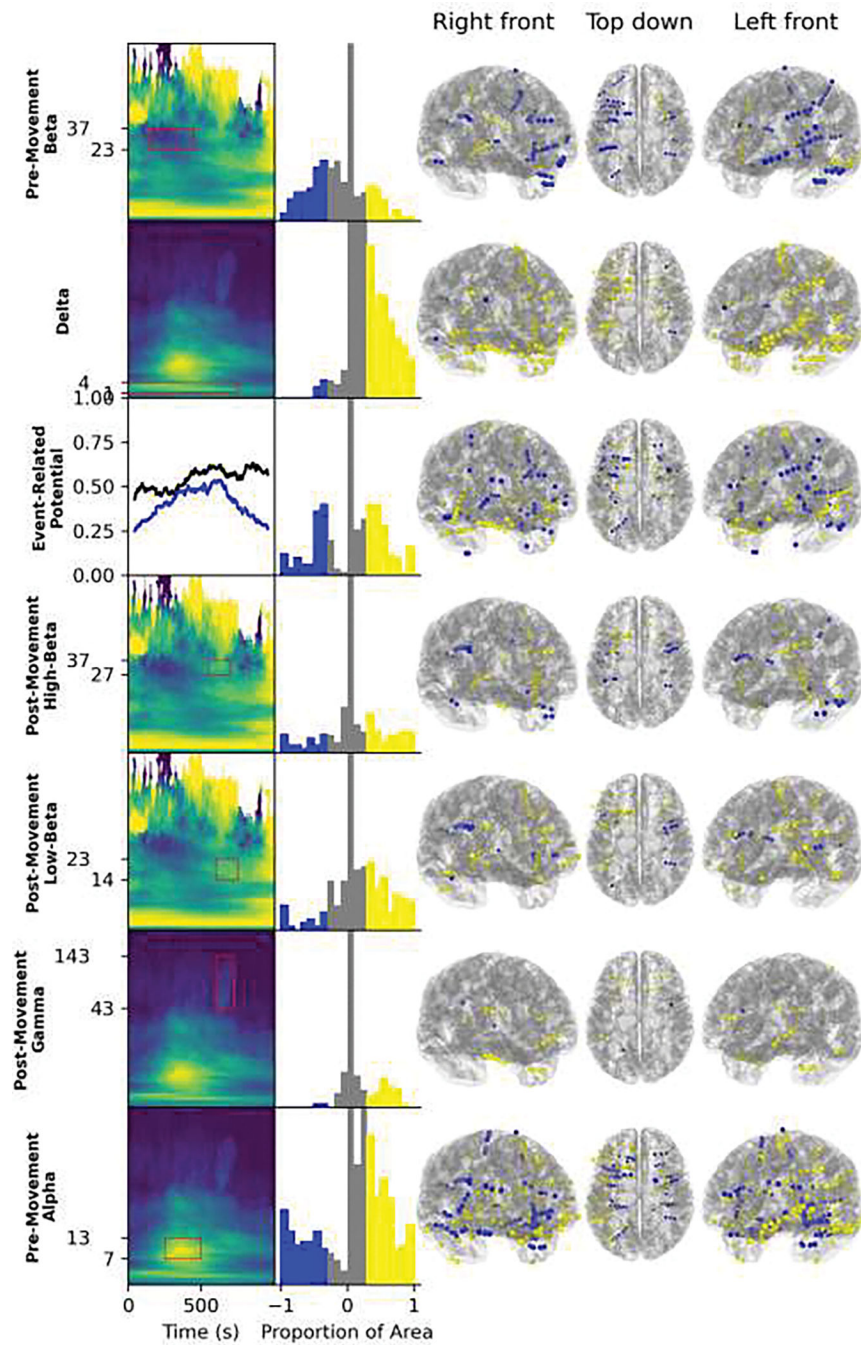 Right front Top down Left front
Pre-Movement
Beta
37
23
Delta
4
1
1.00
0.75
0.50
0.25
0.00
Event-Related
Potential
Post-Movement
High-Beta
37
27
Post-Movement
Low-Beta
23
14
Post-Movement
Gamma
143
43
Pre-Movement
Alpha
13
7
0 500 −1 0 1
Time (s) Proportion of Area